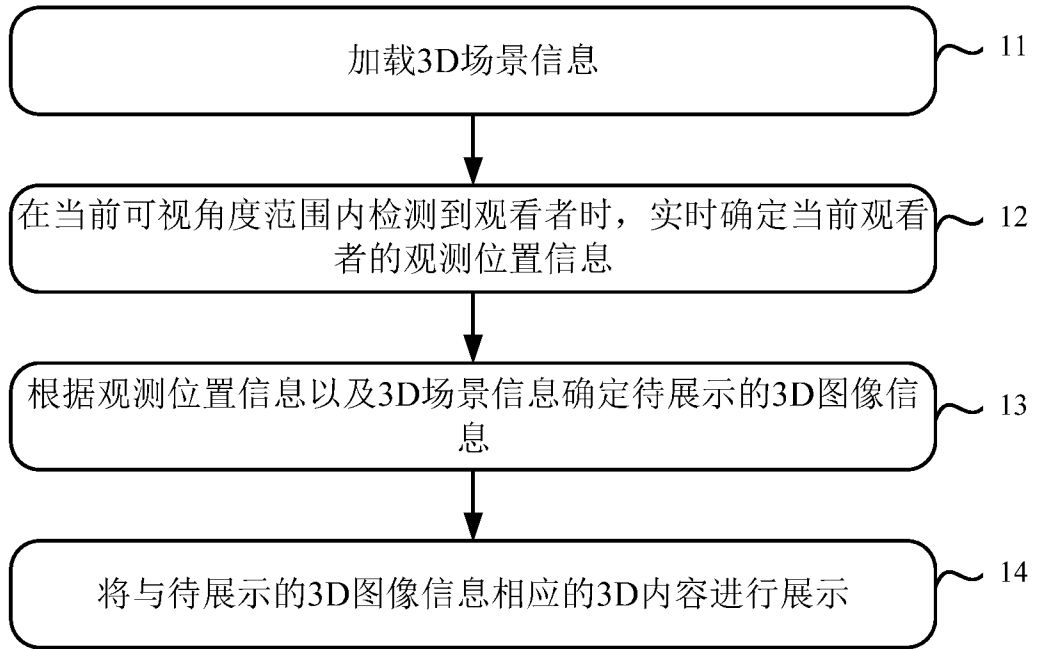 加载3D场景信息
11
在当前可视角度范围内检测到观看者时，实时确定当前观看
者的观测位置信息
12
根据观测位置信息以及3D场景信息确定待展示的3D图像信
息
13
将与待展示的3D图像信息相应的3D内容进行展示
14